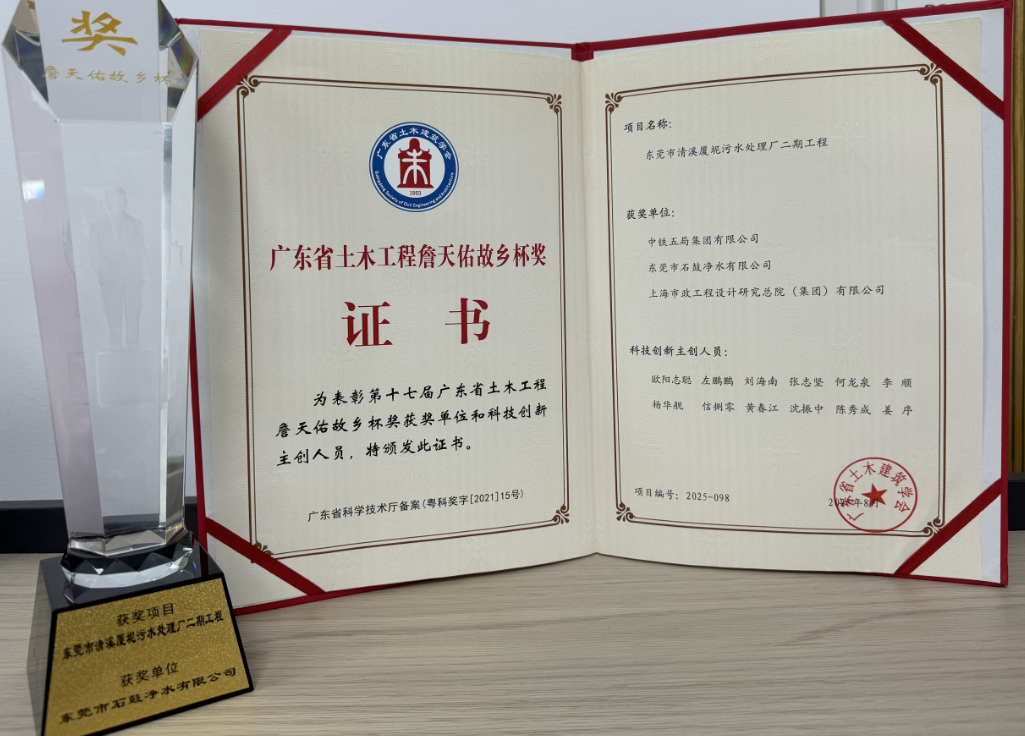 奖
詹天佑故乡杯
获奖项目
东莞市清溪厦坭污水处理厂二期工程
获奖单位
东莞市石鼓净水有限公司
广东省土木建筑学会
Guangdong Society of Civil Engineering and Architecture
1953
广东省土木工程詹天佑故乡杯奖
证 书
为表彰第十七届广东省土木工程
詹天佑故乡杯奖获奖单位和科技创新
主创人员，特颁发此证书。
广东省科学技术厅备案（粤科奖字[2021]15号）
项目名称：
东莞市清溪厦坭污水处理厂二期工程
获奖单位：
中铁五局集团有限公司
东莞市石鼓净水有限公司
上海市政工程设计研究总院（集团）有限公司
科技创新主创人员：
欧阳志聪 左鹏鹏 刘海南 张志坚 何龙泉 李 顺
杨华舰 信捌零 黄春江 沈振中 陈秀成 姜 序
项目编号：2025-098
广东省土木建筑学会